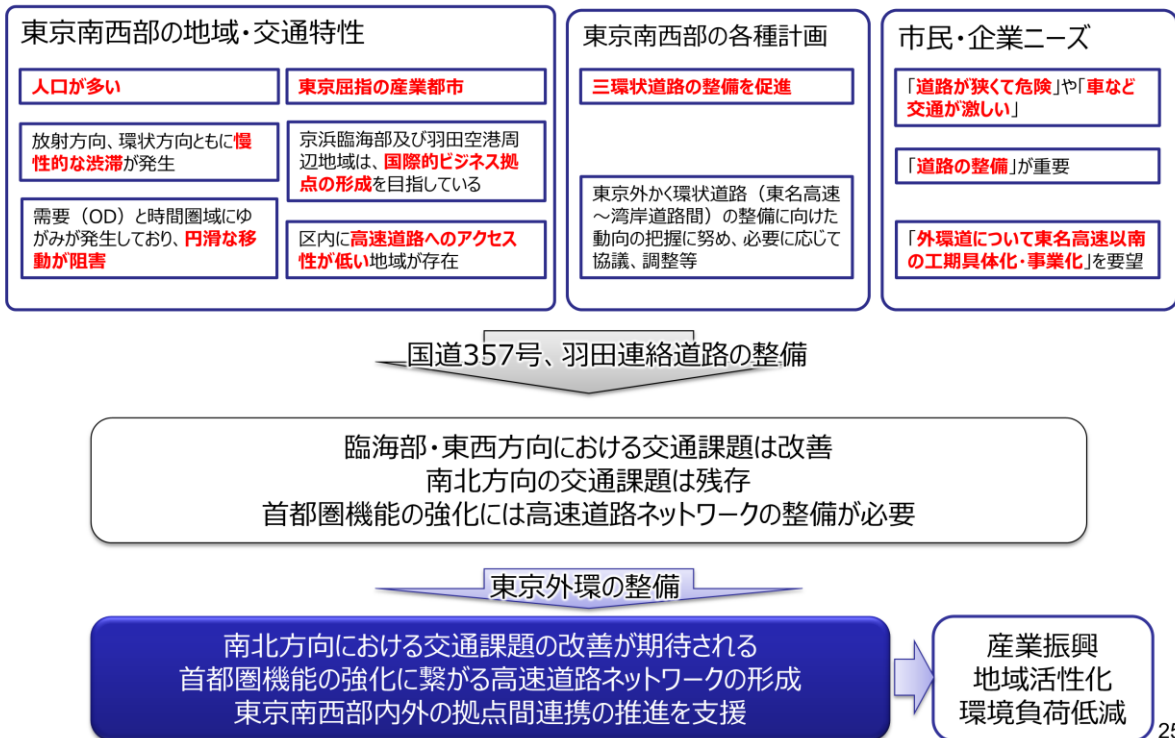 東京南西部の地域・交通特性
人口が多い
放射方向、環状方向ともに慢
性的な渋滞が発生
需要（OD）と時間圏域にゆ
がみが発生しており、円滑な移
動が阻害
東京屈指の産業都市
京浜臨海部及び羽田空港周
辺地域は、国際的ビジネス拠
点の形成を目指している
区内に高速道路へのアクセス
性が低い地域が存在
東京南西部の各種計画
三環状道路の整備を促進
東京外かく環状道路（東名高速
～湾岸道路間）の整備に向けた
動向の把握に努め、必要に応じて
協議、調整等
市民・企業ニーズ
「道路が狭くて危険」や「車など
交通が激しい」
「道路の整備」が重要
「外環道について東名高速以南
の工期具体化・事業化」を要望
国道357号、羽田連絡道路の整備
臨海部・東西方向における交通課題は改善
南北方向の交通課題は残存
首都圏機能の強化には高速道路ネットワークの整備が必要
東京外環の整備
南北方向における交通課題の改善が期待される
首都圏機能の強化に繋がる高速道路ネットワークの形成
東京南西部内外の拠点間連携の推進を支援
産業振興
地域活性化
環境負荷低減
25